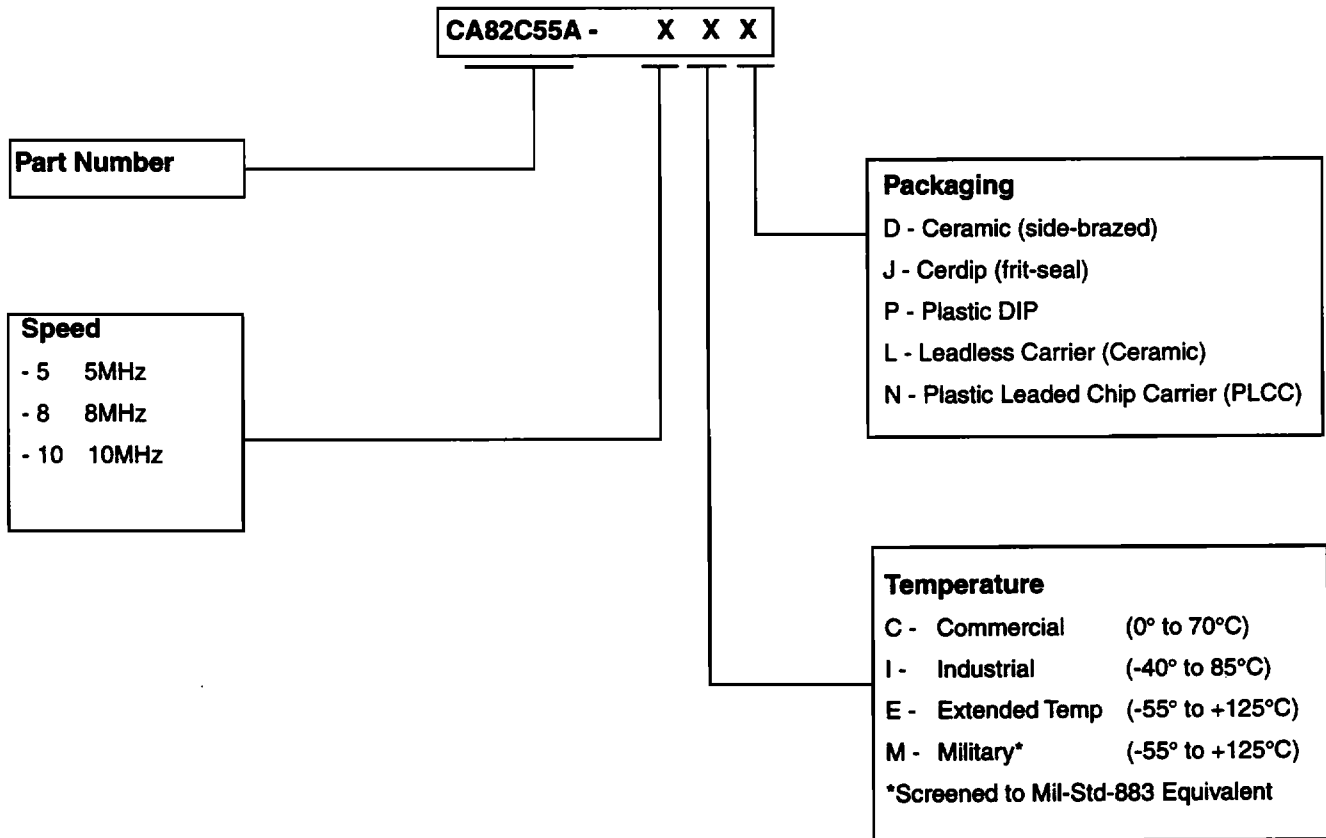 CA82C55A - X X X
Part Number
Packaging
D - Ceramic (side-brazed)
J - Cerdip (frit-seal)
P - Plastic DIP
L - Leadless Carrier (Ceramic)
N - Plastic Leaded Chip Carrier (PLCC)
Speed
- 5 5MHz
- 8 8MHz
- 10 10MHz
Temperature
C - Commercial (0° to 70°C)
I - Industrial (-40° to 85°C)
E - Extended Temp (-55° to +125°C)
M - Military* (-55° to +125°C)
*Screened to Mil-Std-883 Equivalent